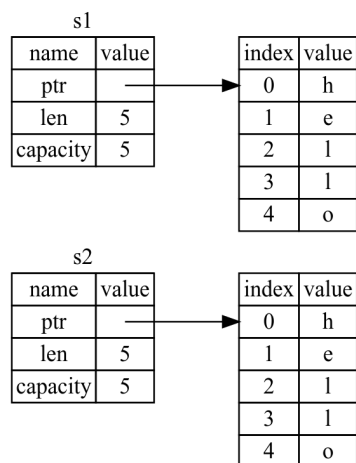 s1
name value index value
ptr 0 h
len 5 1 e
capacity 5 2 l
3 l
4 o
s2
name value index value
ptr 0 h
len 5 1 e
capacity 5 2 l
3 l
4 o